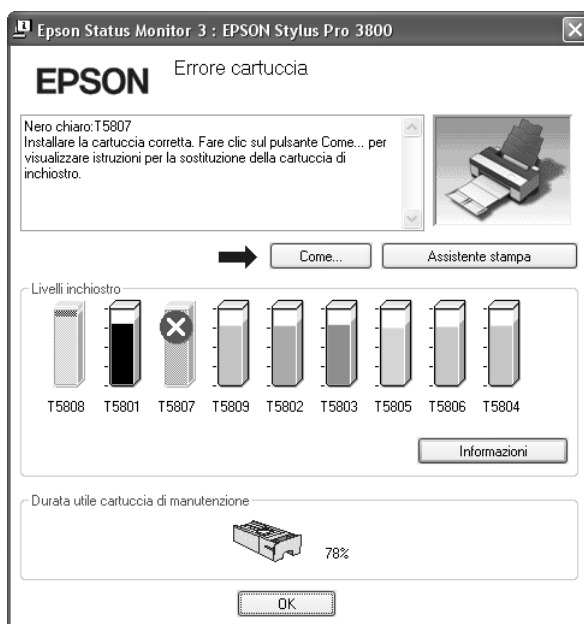 Epson Status Monitor 3 : EPSON Stylus Pro 3800
EPSON
Errore cartuccia
Nero chiaro:T5807
Installare la cartuccia corretta. Fare clic sul pulsante Come... per
visualizzare istruzioni per la sostituzione della cartuccia di
inchiostro.
Come...
Assistente stampa
Livelli inchiostro
T5808 T5801 T5807 T5809 T5802 T5803 T5805 T5806 T5804
Informazioni
Durata utile cartuccia di manutenzione
78%
OK